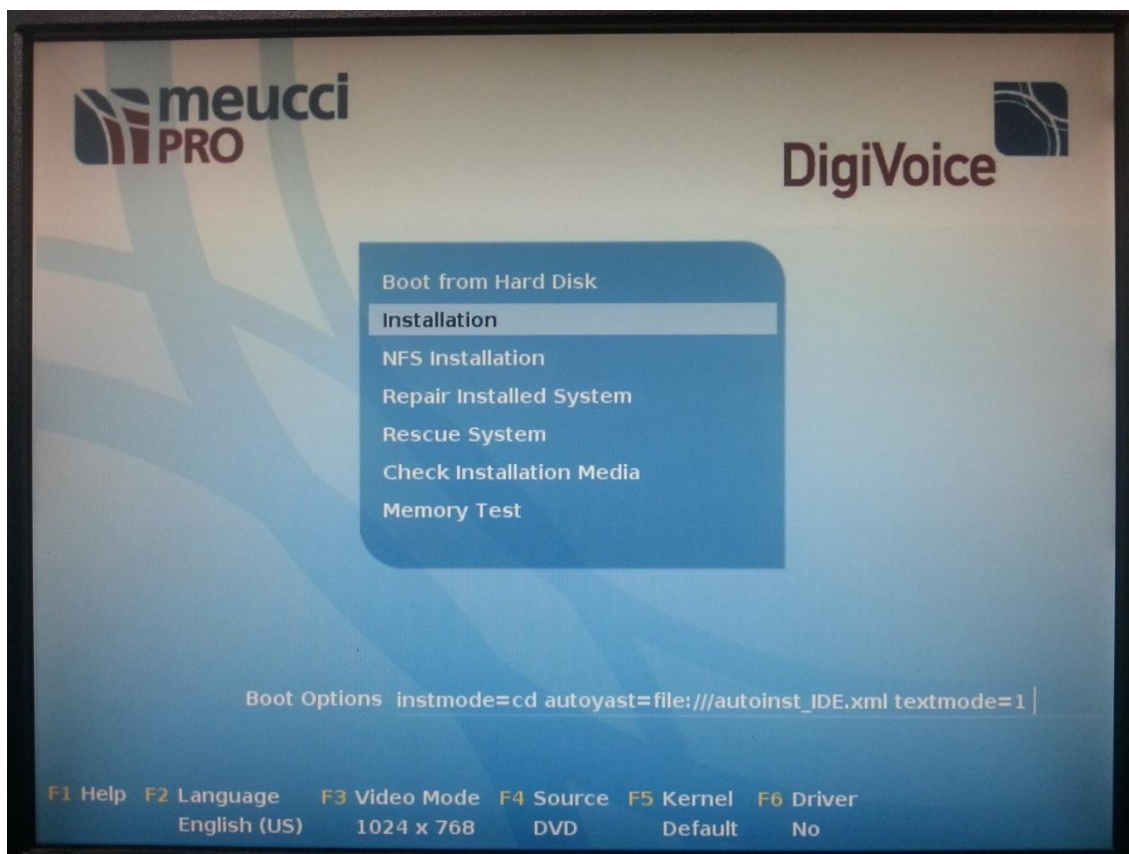 meucci
PRO
DigiVoice
Boot from Hard Disk
Installation
NFS Installation
Repair Installed System
Rescue System
Check Installation Media
Memory Test
Boot Options instmode=cd autoyast=file:///autoinst_IDE.xml textmode=1
F1 Help F2 Language F3 Video Mode F4 Source F5 Kernel F6 Driver
English (US) 1024 x 768 DVD Default No